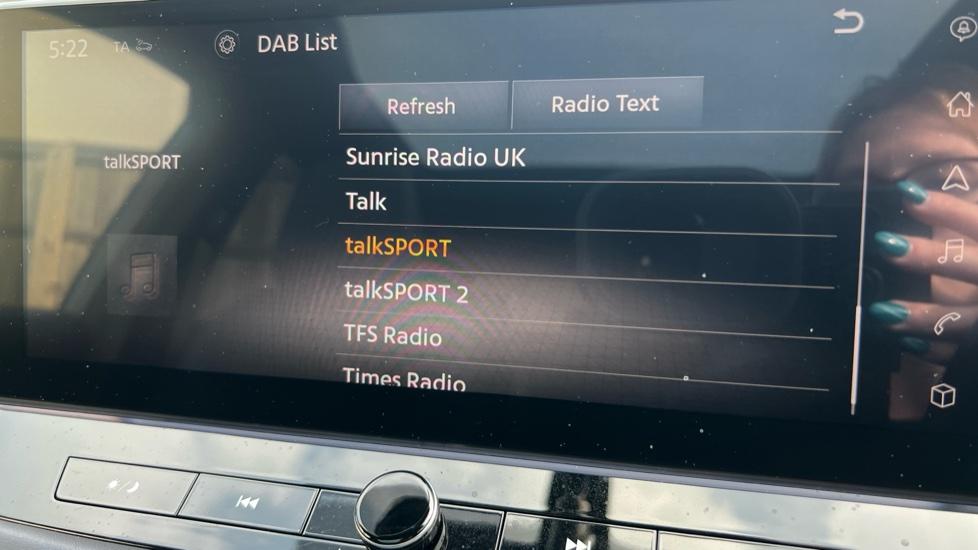 5:22 TA DAB List
Refresh Radio Text
talkSPORT
Sunrise Radio UK
Talk
talkSPORT
talkSPORT 2
TFS Radio
Times Radio